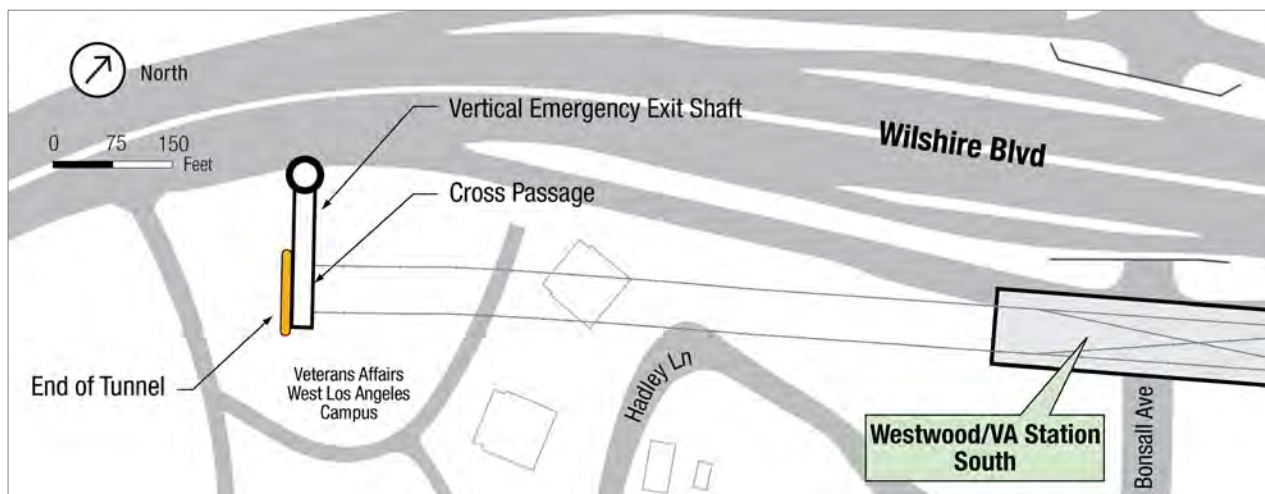 North
0 75 150
Feet
Vertical Emergency Exit Shaft
Wilshire Blvd
Cross Passage
End of Tunnel
Veterans Affairs
West Los Angeles
Campus
Hadley Ln
Westwood/VA Station
South
Bonsall Ave